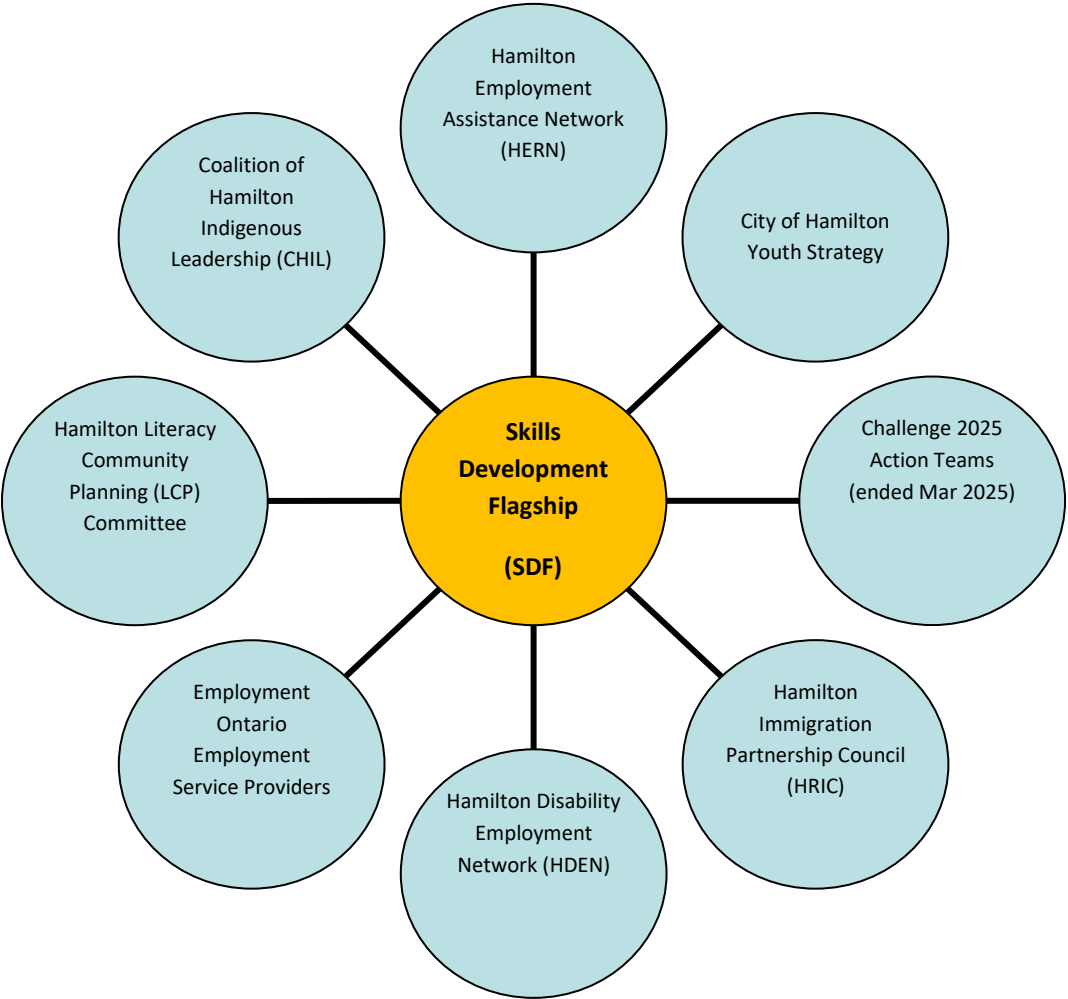 Hamilton
Employment
Assistance Network
(HERN)
City of Hamilton
Youth Strategy
Challenge 2025
Action Teams
(ended Mar 2025)
Hamilton
Immigration
Partnership Council
(HRIC)
Hamilton Disability
Employment
Network (HDEN)
Employment
Ontario
Employment
Service Providers
Hamilton Literacy
Community
Planning (LCP)
Committee
Coalition of
Hamilton
Indigenous
Leadership (CHIL)
Skills
Development
Flagship
(SDF)